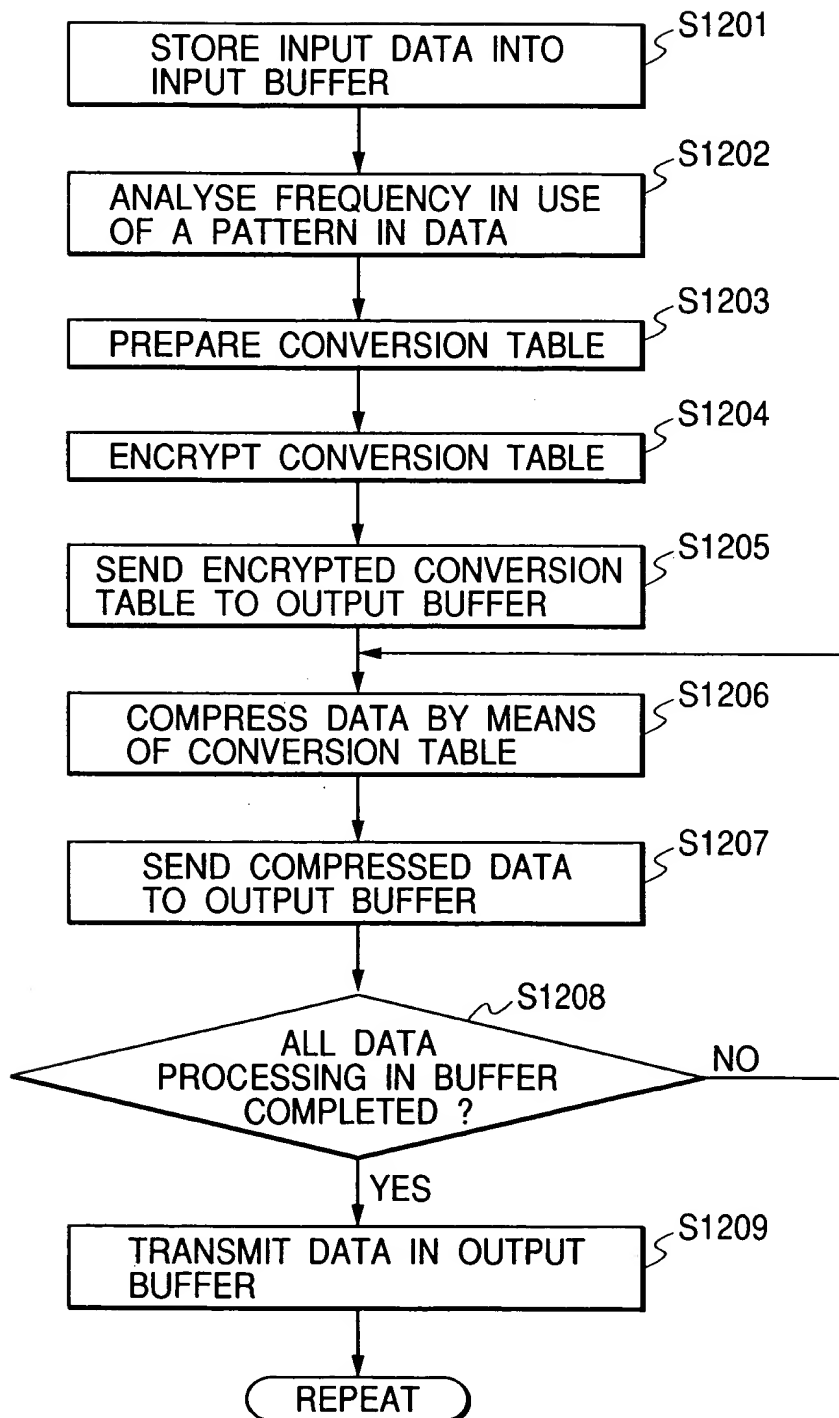 S1201
STORE INPUT DATA INTO
INPUT BUFFER
S1202
ANALYSE FREQUENCY IN USE
OF A PATTERN IN DATA
S1203
PREPARE CONVERSION TABLE
S1204
ENCRYPT CONVERSION TABLE
S1205
SEND ENCRYPTED CONVERSION
TABLE TO OUTPUT BUFFER
S1206
COMPRESS DATA BY MEANS
OF CONVERSION TABLE
S1207
SEND COMPRESSED DATA
TO OUTPUT BUFFER
S1208
ALL DATA
PROCESSING IN BUFFER
COMPLETED ?
NO
YES
S1209
TRANSMIT DATA IN OUTPUT
BUFFER
REPEAT